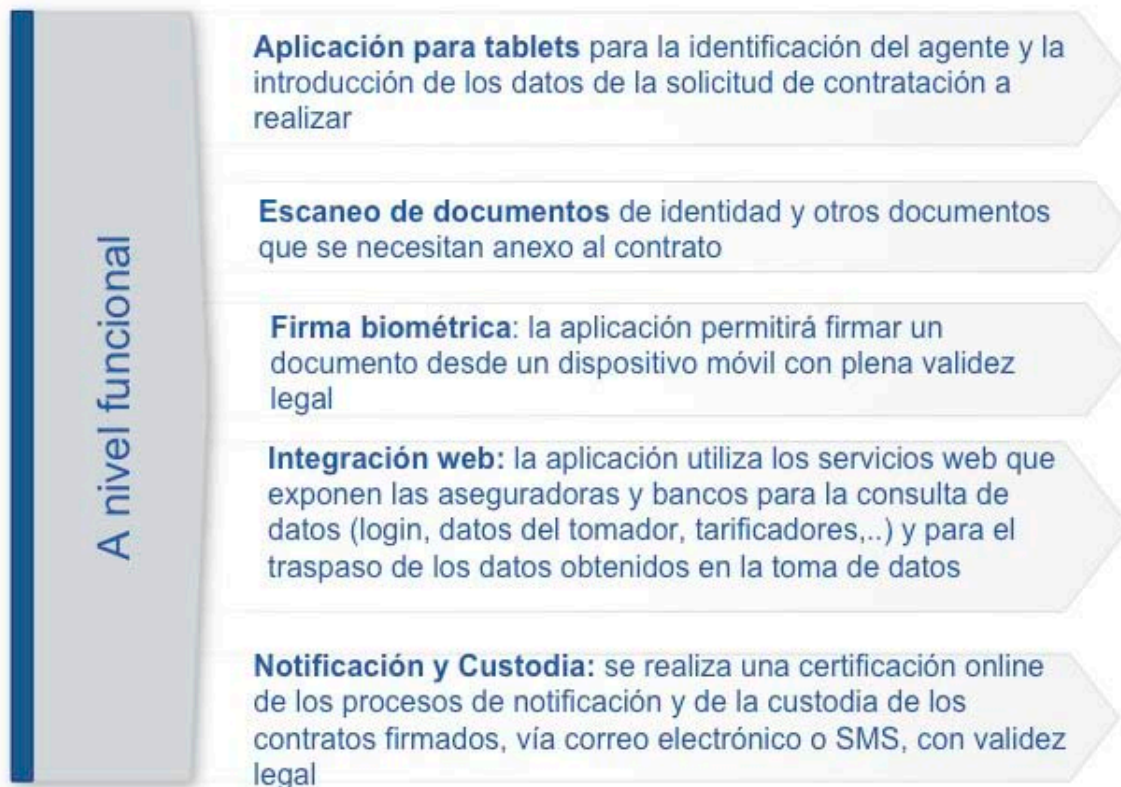 A nivel funcional
Aplicación para tablets para la identificación del agente y la
introducción de los datos de la solicitud de contratación a
realizar
Escaneo de documentos de identidad y otros documentos
que se necesitan anexo al contrato
Firma biométrica: la aplicación permitirá firmar un
documento desde un dispositivo móvil con plena validez
legal
Integración web: la aplicación utiliza los servicios web que
exponen las aseguradoras y bancos para la consulta de
datos (login, datos del tomador, tarificadores,..) y para el
traspaso de los datos obtenidos en la toma de datos
Notificación y Custodia: se realiza una certificación online
de los procesos de notificación y de la custodia de los
contratos firmados, vía correo electrónico o SMS, con validez
legal